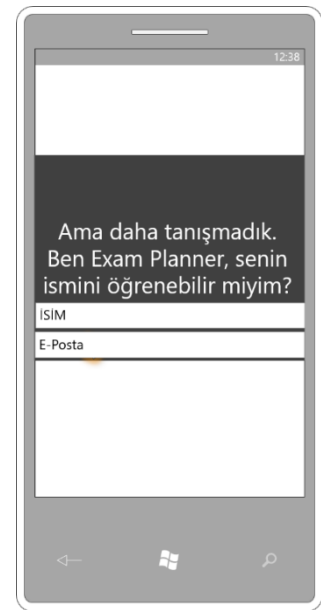 12:38
Ama daha tanışmadık.
Ben Exam Planner, senin
ismini öğrenebilir miyim?
İSİM
E-Posta